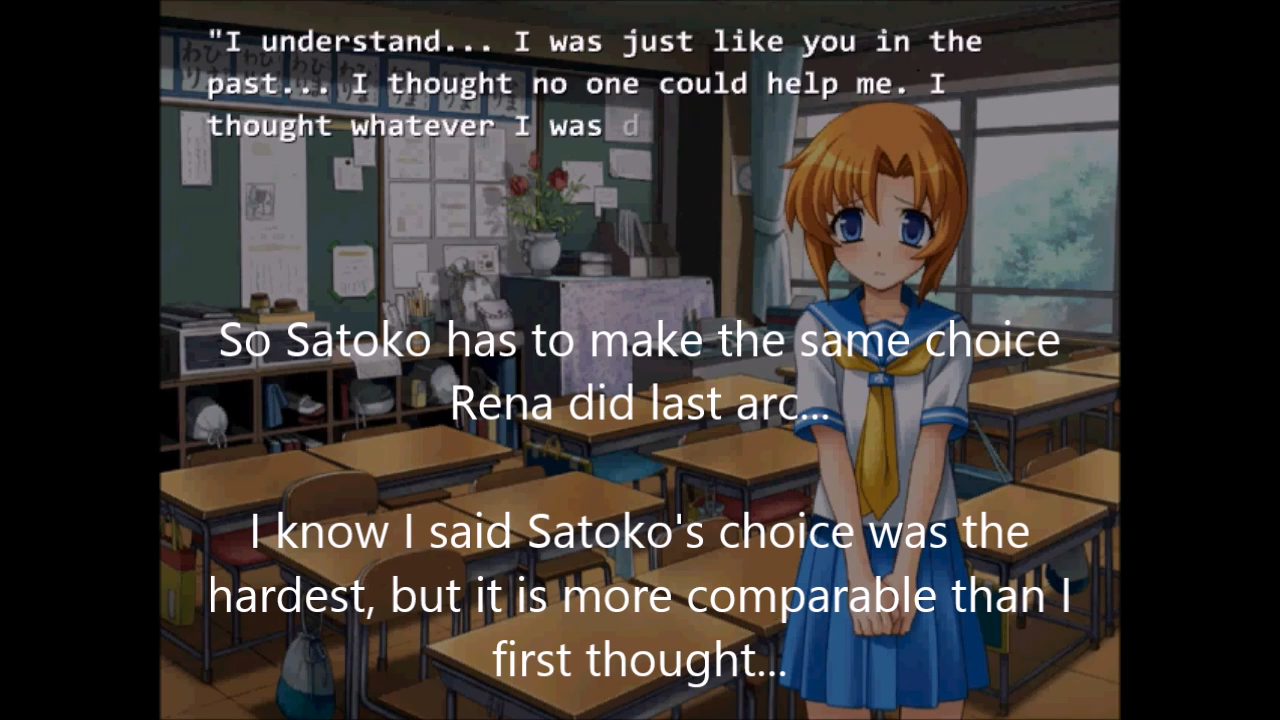 "I understand... I was just like you in the
past... I thought no one could help me. I
thought whatever I was d
So Satoko has to make the same choice
Rena did last arc...
I know I said Satoko's choice was the
hardest, but it is more comparable than I
first thought...